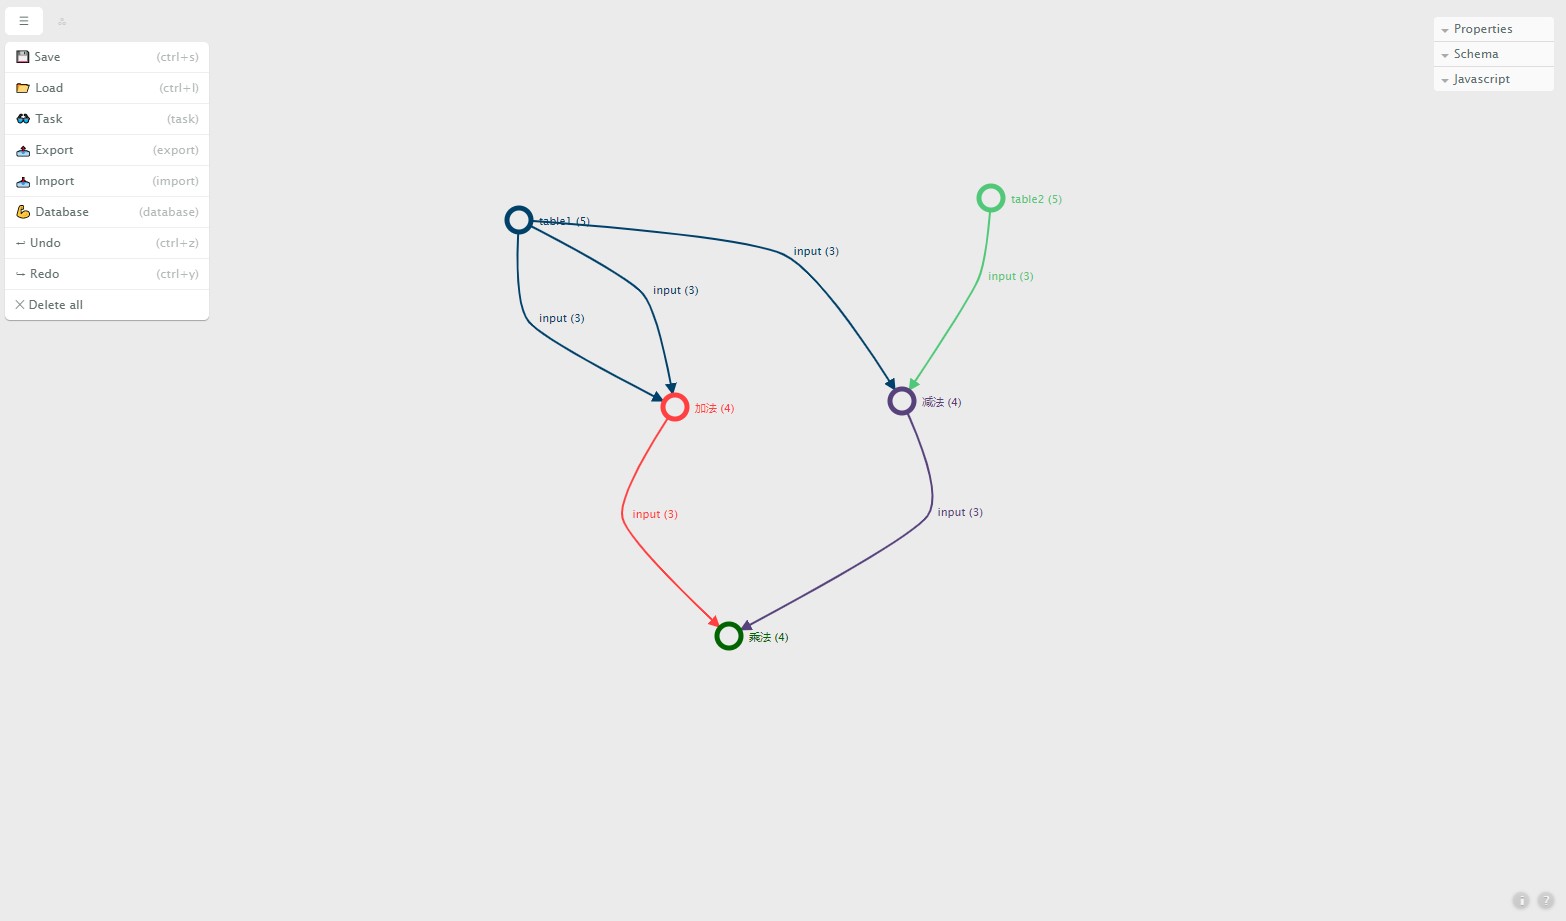 ☰
Save (ctrl+s)
Load (ctrl+l)
Task (task)
Export (export)
Import (import)
Database (database)
Undo (ctrl+z)
Redo (ctrl+y)
Delete all
Properties
Schema
Javascript
table1 (5)
table2 (5)
input (3)
input (3)
input (3)
input (3)
加法 (4)
减法 (4)
input (3)
input (3)
乘法 (4)
i ?